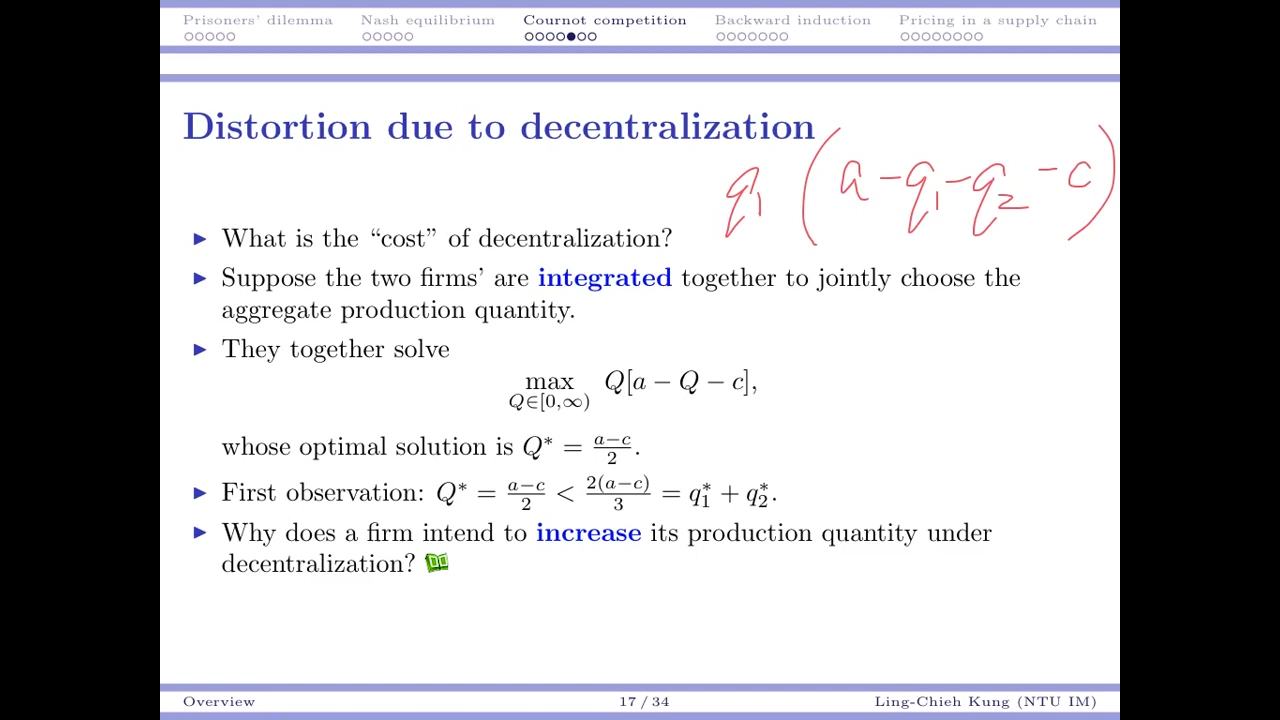 Prisoners' dilemma Nash equilibrium Cournot competition Backward induction Pricing in a supply chain
Distortion due to decentralization
q₁ (a − q₁ − q₂ − c)
▶ What is the “cost” of decentralization?
▶ Suppose the two firms’ are integrated together to jointly choose the
aggregate production quantity.
▶ They together solve
max Q[a − Q − c],
Q∈[0,∞)
whose optimal solution is Q* = (a−c)/2.
▶ First observation: Q* = (a−c)/2 < 2(a−c)/3 = q₁* + q₂*.
▶ Why does a firm intend to increase its production quantity under
decentralization?
Overview 17 / 34 Ling-Chieh Kung (NTU IM)